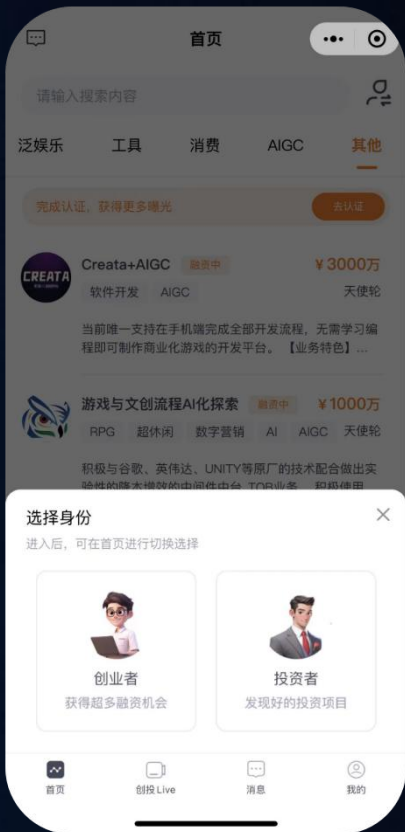 首页
请输入搜索内容
泛娱乐 工具 消费 AIGC 其他
完成认证，获得更多曝光 去认证
CREATA
Creata+AIGC 融资中 ¥3000万
软件开发 AIGC 天使轮
当前唯一支持在手机端完成全部开发流程，无需学习编
程即可制作商业化游戏的开发平台。【业务特色】...
游戏与文创流程AI化探索 融资中 ¥1000万
RPG 超休闲 数字营销 AI AIGC 天使轮
积极与谷歌、英伟达、UNITY等原厂的技术配合做出实
验性的降本增效的中间件中台，TOB业务，积极使用
选择身份
进入后，可在首页进行切换选择
创业者
获得超多融资机会
投资者
发现好的投资项目
首页 创投Live 消息 我的